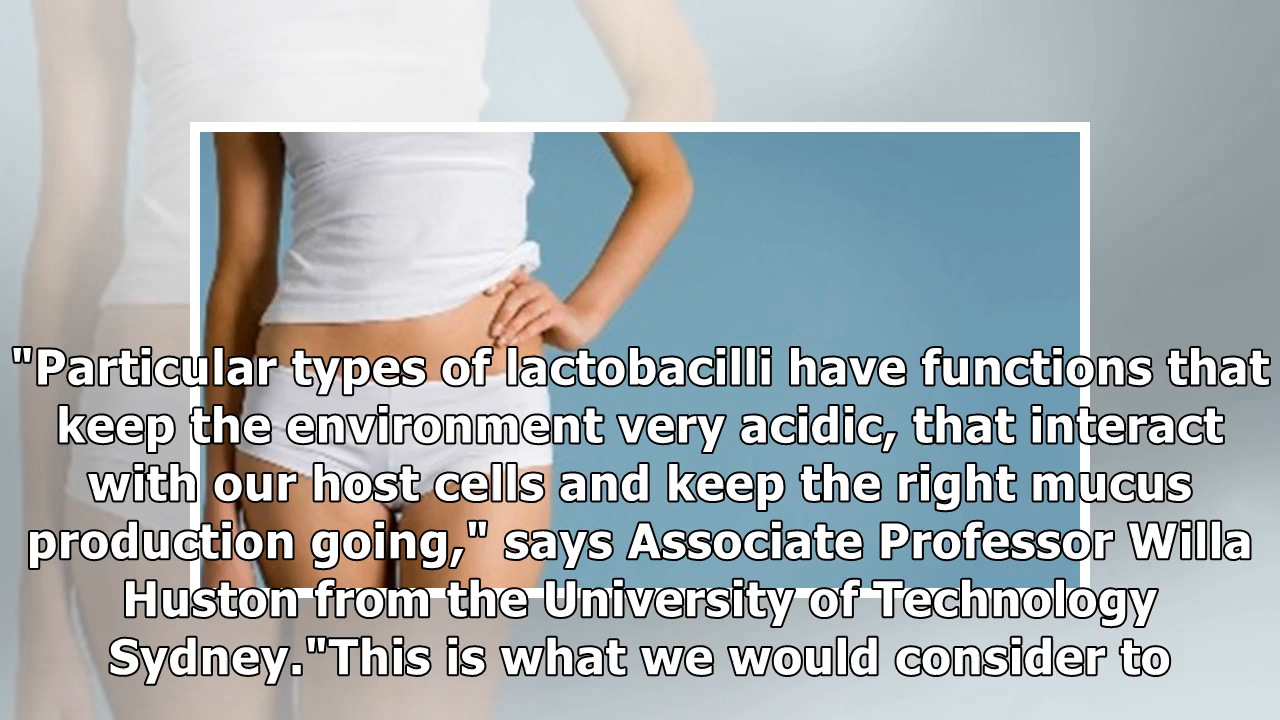 "Particular types of lactobacilli have functions that
keep the environment very acidic, that interact
with our host cells and keep the right mucus
production going," says Associate Professor Willa
Huston from the University of Technology
Sydney."This is what we would consider to